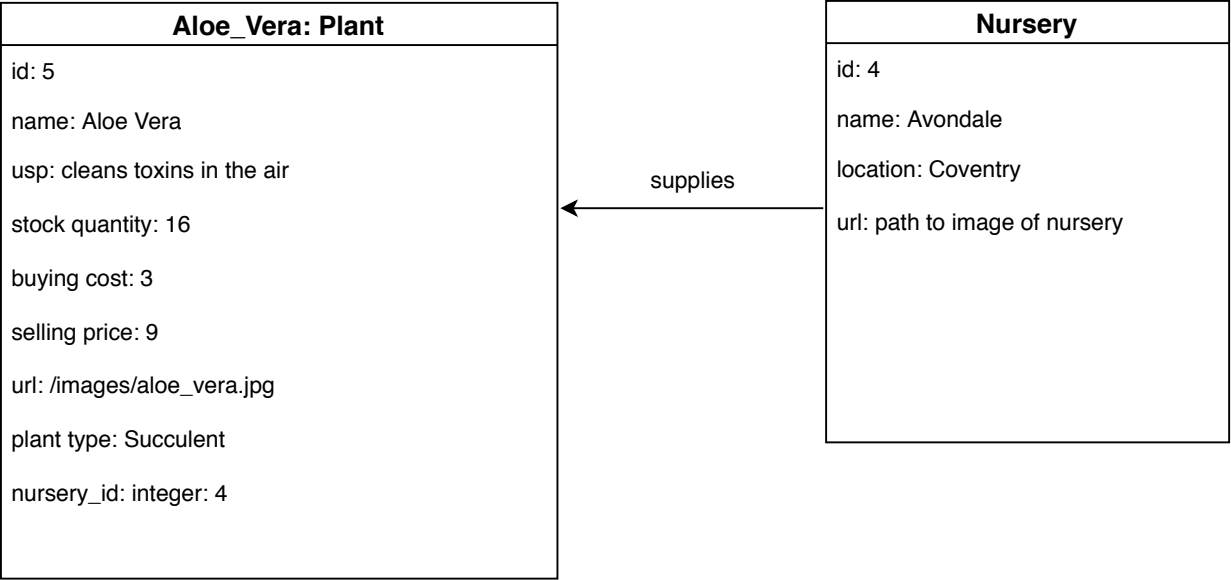 Aloe_Vera: Plant
id: 5
name: Aloe Vera
usp: cleans toxins in the air
stock quantity: 16
buying cost: 3
selling price: 9
url: /images/aloe_vera.jpg
plant type: Succulent
nursery_id: integer: 4
supplies
Nursery
id: 4
name: Avondale
location: Coventry
url: path to image of nursery